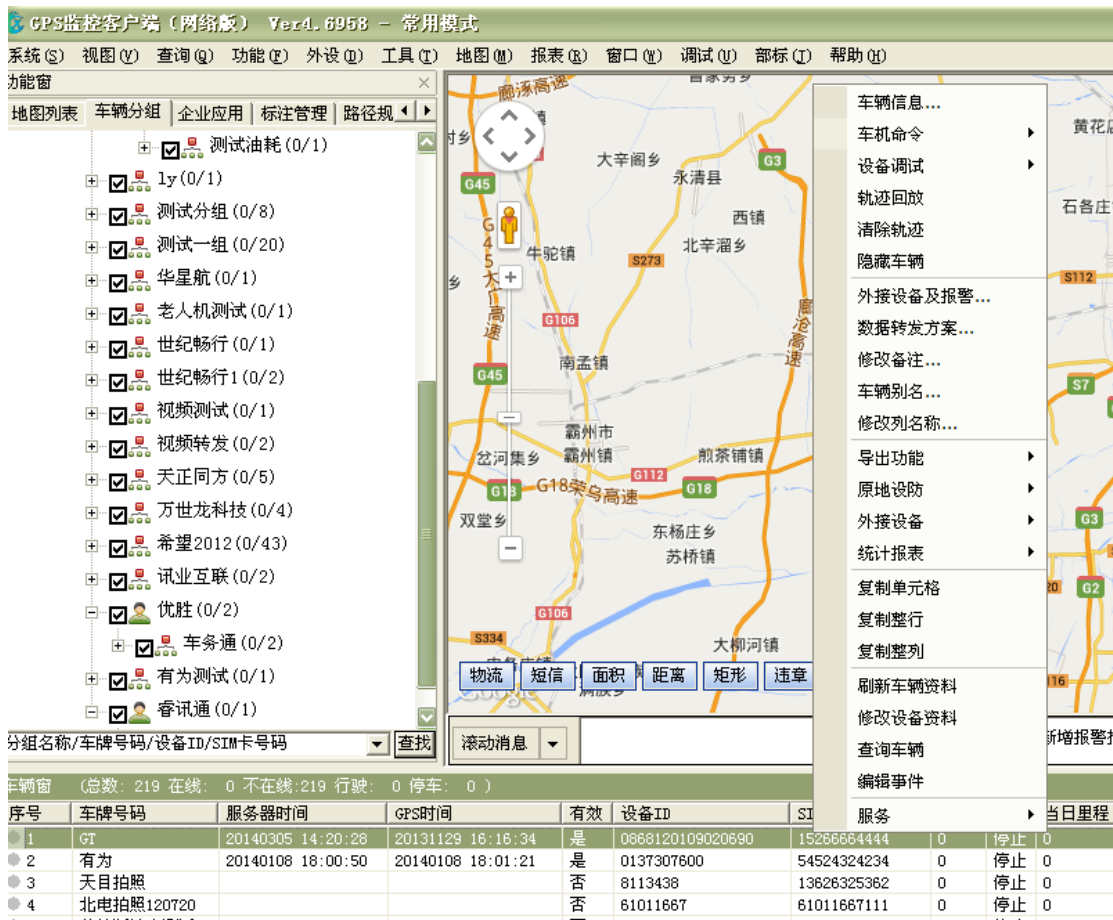 GPS监控客户端（网络版） Ver4.6958 - 常用模式
系统(S) 视图(V) 查询(Q) 功能(F) 外设(D) 工具(T) 地图(M) 报表(R) 窗口(W) 调试(U) 部标(I) 帮助(H)
功能窗
地图列表 车辆分组 企业应用 标注管理 路径规
测试油耗(0/1)
ly(0/1)
测试分组(0/8)
测试一组(0/20)
华星航(0/1)
老人机测试(0/1)
世纪畅行(0/1)
世纪畅行1(0/2)
视频测试(0/1)
视频转发(0/2)
天正同方(0/5)
万世龙科技(0/4)
希望2012(0/43)
讯业互联(0/2)
优胜(0/2)
车务通(0/2)
有为测试(0/1)
睿讯通(0/1)
分组名称/车牌号码/设备ID/SIM卡号码 查找
廊涿高速
大辛阁乡
G3
永清县
G45
西镇
G45大广高速
牛驼镇
S273
北辛溜乡
廊沧高速
G106
南孟镇
G45
霸州市
霸州镇
岔河集乡
煎茶铺镇
G112
G18
G18荣乌高速
G18
双堂乡
东杨庄乡
苏桥镇
G106
S334
大柳河镇
物流 短信 面积 距离 矩形 违章
Google
滚动消息
车辆信息...
车机命令
设备调试
轨迹回放
清除轨迹
隐藏车辆
外接设备及报警...
数据转发方案...
修改备注...
车辆别名...
修改列名称...
导出功能
原地设防
外接设备
统计报表
复制单元格
复制整行
复制整列
刷新车辆资料
修改设备资料
查询车辆
编辑事件
服务
黄花店
石各庄
S112
S7
G3
G2
新增报警
车辆窗 (总数: 219 在线: 0 不在线:219 行驶: 0 停车: 0 )
序号 车牌号码 服务器时间 GPS时间 有效 设备ID SI 当日里程
1 GT 20140305 14:20:28 20131129 16:16:34 是 0868120109020690 15266664444 0 停止 0
2 有为 20140108 18:00:50 20140108 18:01:21 是 0137307600 54524324234 0 停止 0
3 天目拍照 否 8113438 13626325362 0 停止 0
4 北电拍照120720 否 61011667 61011667111 0 停止 0